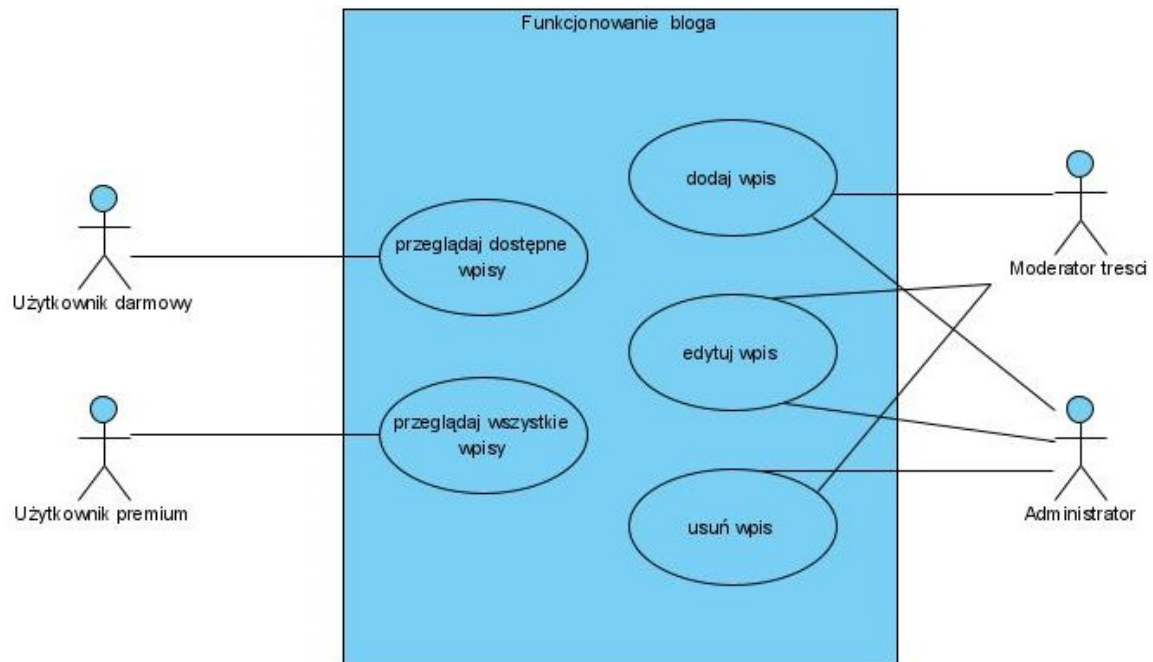 Funkcjonowanie bloga
dodaj wpis
przeglądaj dostępne
wpisy
Użytkownik darmowy
Moderator tresci
edytuj wpis
przeglądaj wszystkie
wpisy
Użytkownik premium
Administrator
usuń wpis